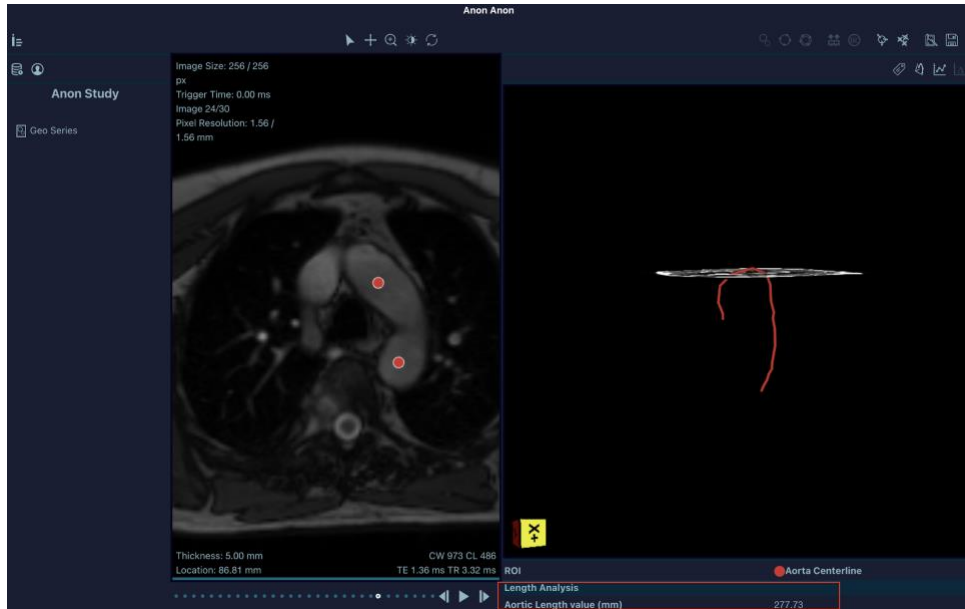 Anon Anon
Anon Study
Geo Series
Image Size: 256 / 256
px
Trigger Time: 0.00 ms
Image 24/30
Pixel Resolution: 1.56 /
1.56 mm
Thickness: 5.00 mm
Location: 86.81 mm
CW 973 CL 486
TE 1.36 ms TR 3.32 ms
X+
ROI Aorta Centerline
Length Analysis
Aortic Length value (mm) 277.73